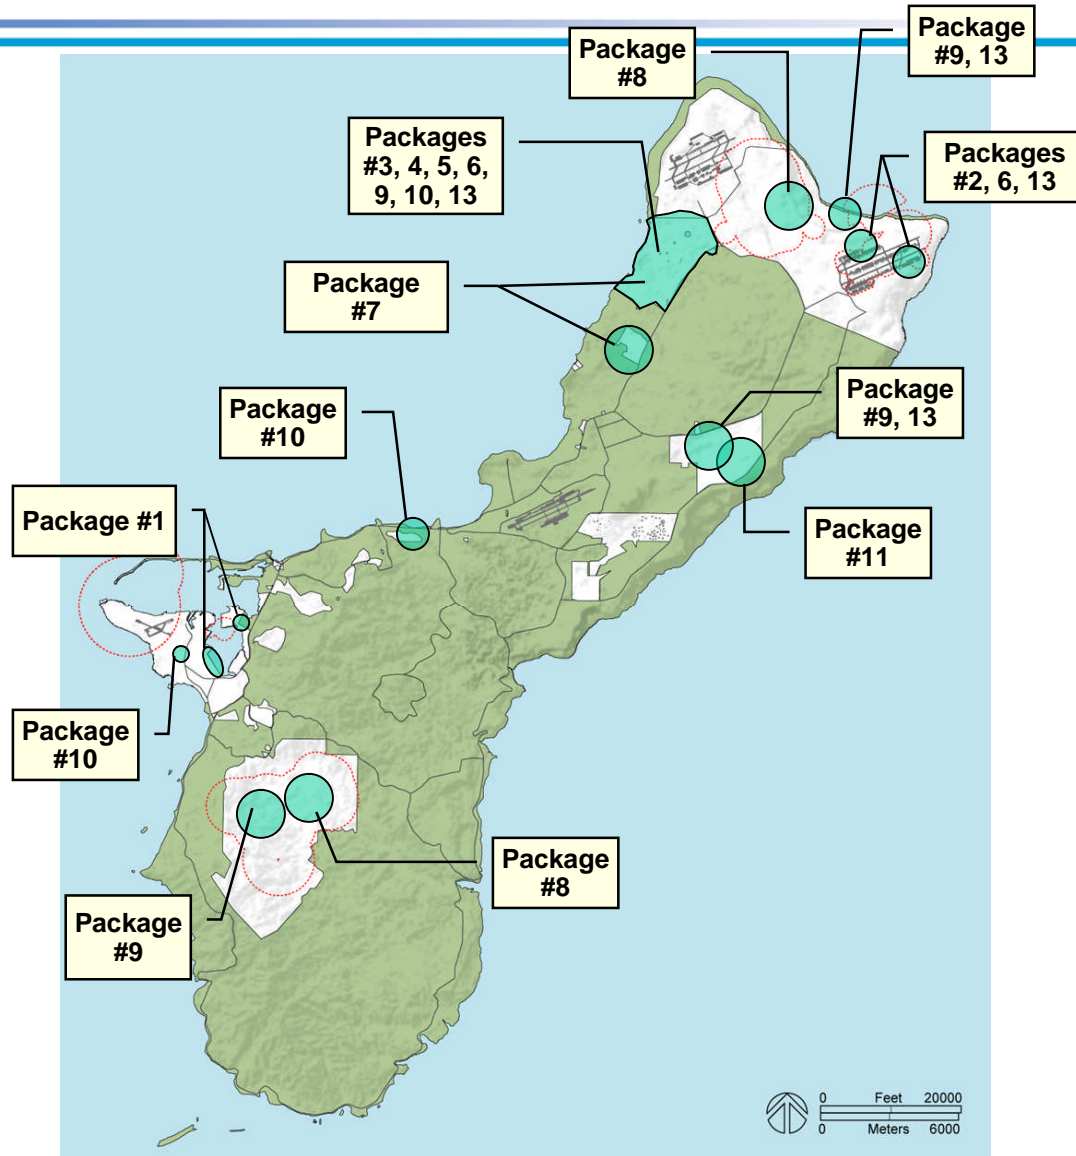 Package
#9, 13
Package
#8
Packages
#3, 4, 5, 6,
9, 10, 13
Packages
#2, 6, 13
Package
#7
Package
#9, 13
Package
#10
Package #1
Package
#11
Package
#10
Package
#8
Package
#9
0 Feet 20000
0 Meters 6000